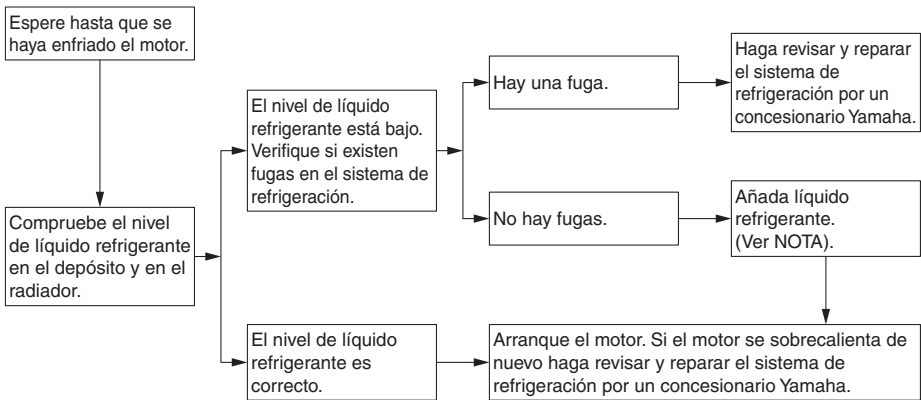 Espere hasta que se
haya enfriado el motor.
Compruebe el nivel
de líquido refrigerante
en el depósito y en el
radiador.
El nivel de líquido
refrigerante está bajo.
Verifique si existen
fugas en el sistema de
refrigeración.
Hay una fuga.
Haga revisar y reparar
el sistema de
refrigeración por un
concesionario Yamaha.
No hay fugas.
Añada líquido
refrigerante.
(Ver NOTA).
El nivel de líquido
refrigerante es
correcto.
Arranque el motor. Si el motor se sobrecalienta de
nuevo haga revisar y reparar el sistema de
refrigeración por un concesionario Yamaha.